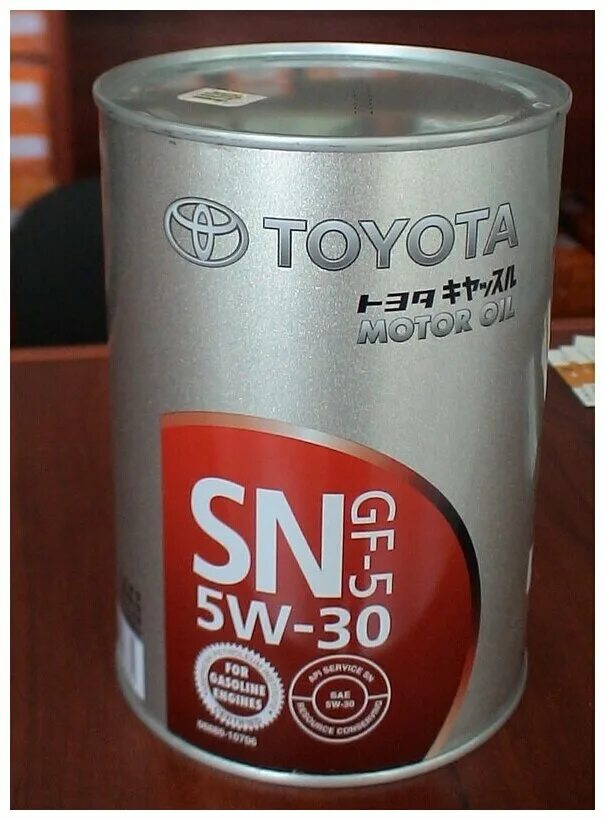 TOYOTA
トヨタ キヤッスル
MOTOR OIL
SN GF-5
5W-30
FOR
GASOLINE
ENGINES
API SERVICE SN
SAE
5W-30
RESOURCE CONSERVING